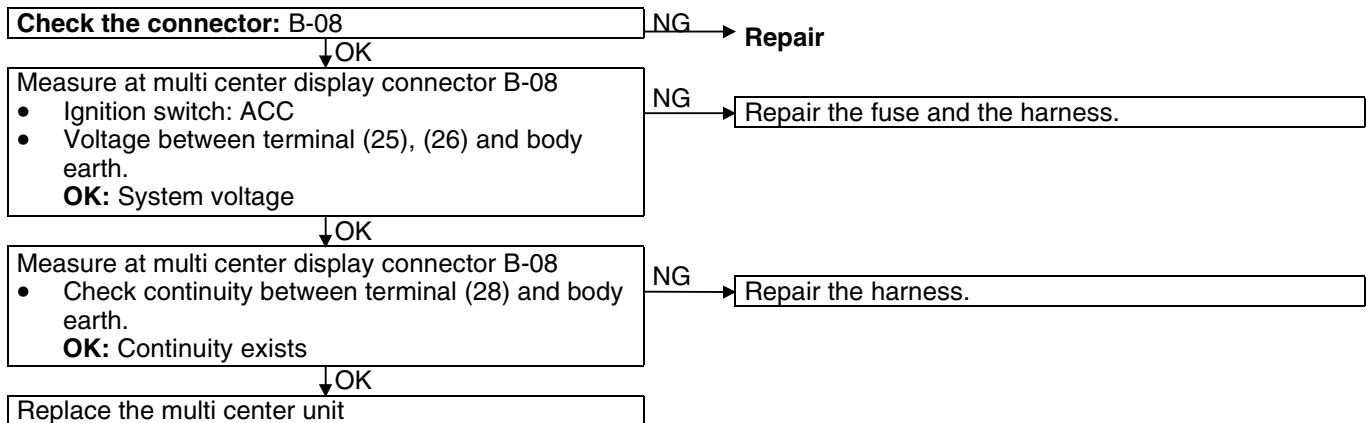 Check the connector: B-08
NG
Repair
OK
Measure at multi center display connector B-08
• Ignition switch: ACC
• Voltage between terminal (25), (26) and body
earth.
OK: System voltage
NG
Repair the fuse and the harness.
OK
Measure at multi center display connector B-08
• Check continuity between terminal (28) and body
earth.
OK: Continuity exists
NG
Repair the harness.
OK
Replace the multi center unit